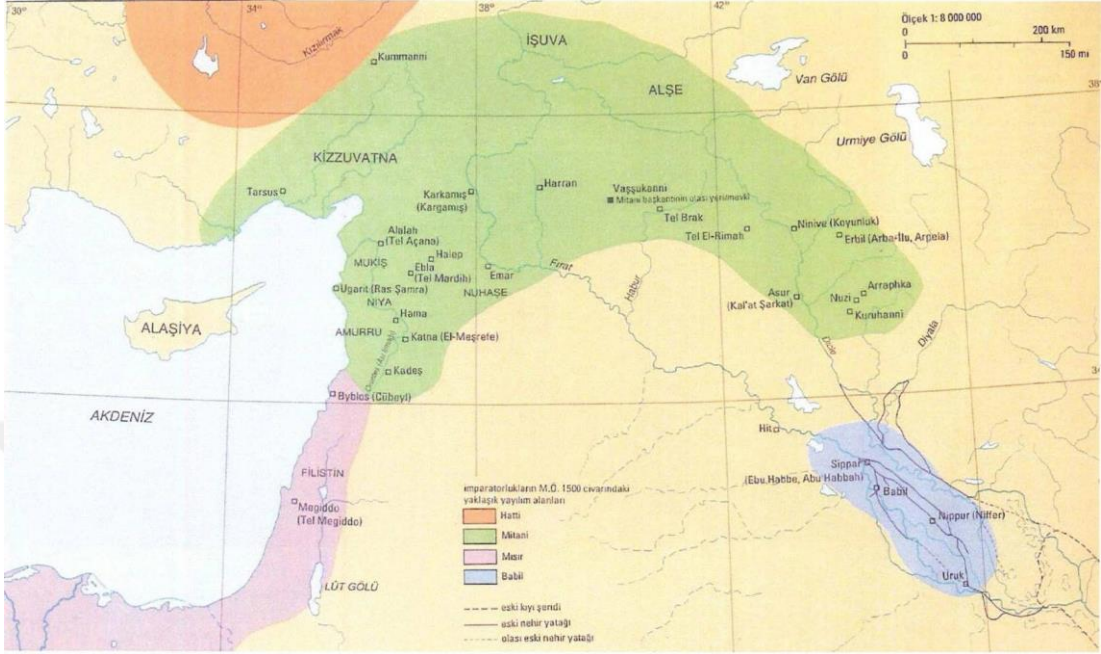 30°
34°
38°
42°
Ölçek 1: 8 000 000
0 200 km
0 150 mi
Kızılırmak
Kummanni
İŞUVA
ALŞE
Van Gölü
38°
Urmiye Gölü
KİZZUVATNA
Tarsus
Karkamış
(Kargamış)
Harran
Vaşşukanni
Mitani başkentinin olası yeri
Tel Brak
Tel El-Rimah
Ninive (Koyunluk)
Erbil (Arba-İlu, Arpela)
Alalah
(Tel Açana)
Halep
MUKİŞ
Ebla
(Tel Mardih)
Emar
Fırat
Habur
Ugarit (Ras Şamra)
NUHAŞE
NIYA
Hama
Asur
(Kal'at Şarkat)
Arraphka
Nuzi
Kuruhanni
ALAŞİYA
AMURRU
Katna (El-Meşrefe)
Dicle
Diyala
Kadeş
34
Byblos (Cübeyl)
AKDENİZ
Hit
FİLİSTİN
Sippar
(Ebu Habbe, Abu Habbah)
Babil
Megiddo
(Tel Megiddo)
Nippur (Niffer)
Uruk
LÛT GÖLÜ
imparatorlukların M.Ö. 1500 civarındaki
yaklaşık yayılım alanları
Hatti
Mitani
Mısır
Babil
eski kıyı şeridi
eski nehir yatağı
olası eski nehir yatağı